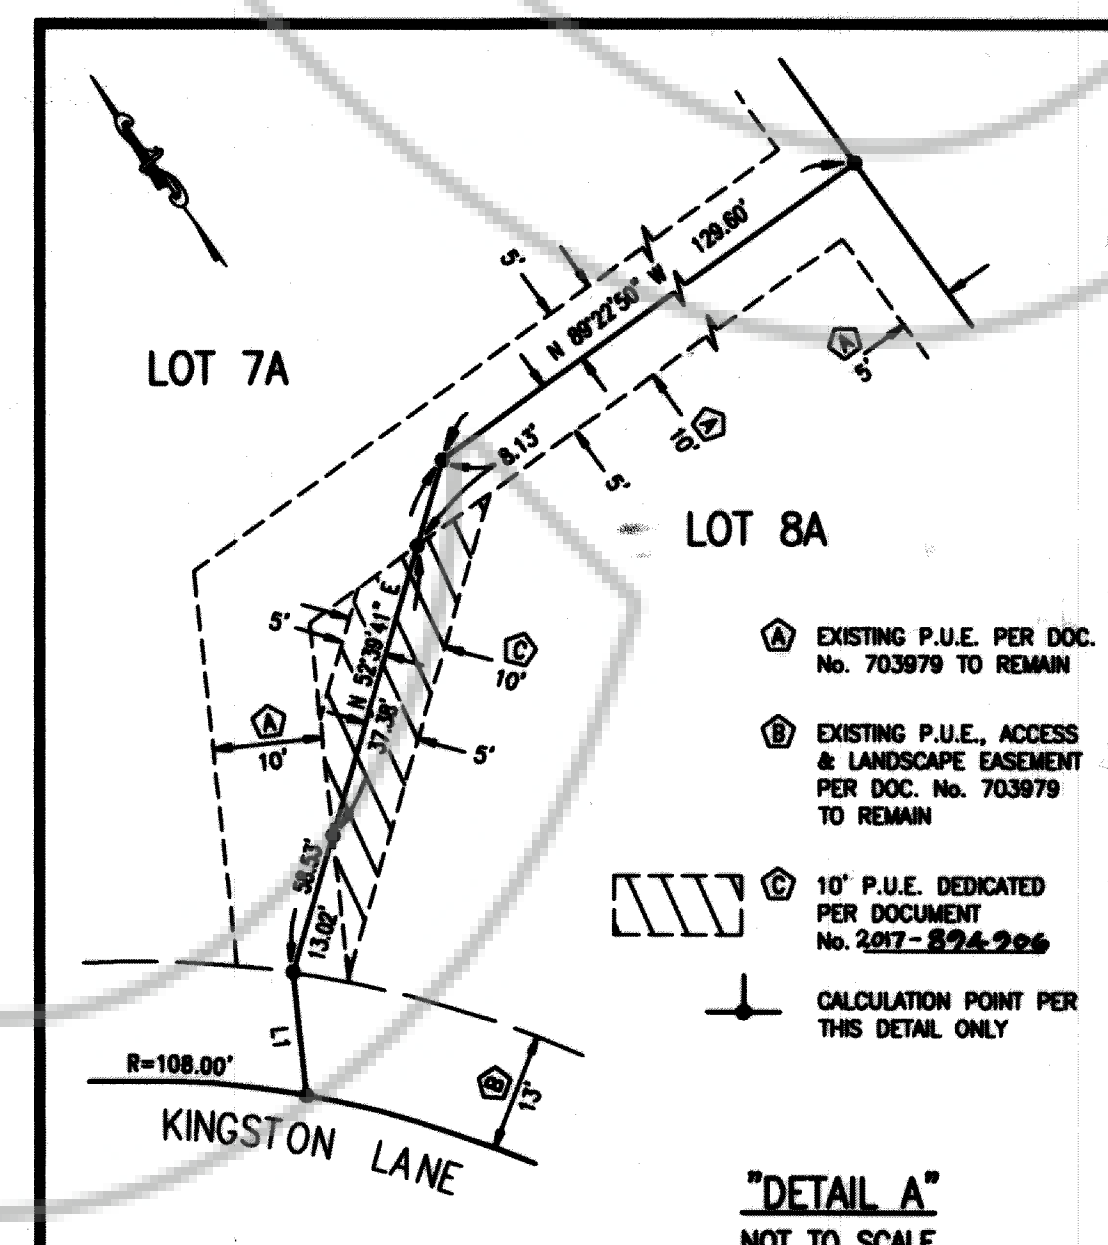 129.60'
5'
N 89°22'50" W
A
5'
LOT 7A
8.13'
10'
A
5'
LOT 8A
5'
N 52°39'41" E
C
10'
A
10'
37.38'
5'
58.53'
13.02'
L1
R=108.00'
B
13'
KINGSTON LANE
A EXISTING P.U.E. PER DOC.
No. 703979 TO REMAIN
B EXISTING P.U.E., ACCESS
& LANDSCAPE EASEMENT
PER DOC. No. 703979
TO REMAIN
C 10' P.U.E. DEDICATED
PER DOCUMENT
No. 2017-894206
CALCULATION POINT PER
THIS DETAIL ONLY
"DETAIL A"
NOT TO SCALE